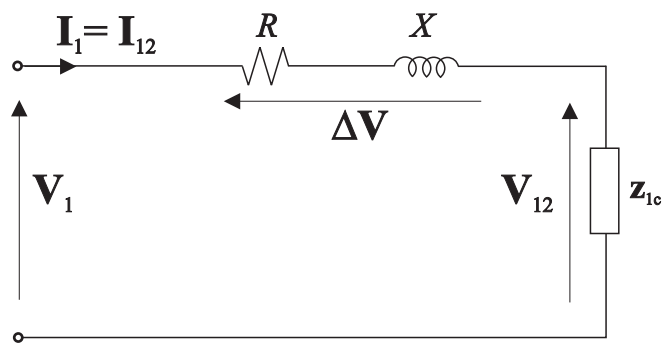 I₁ = I₁₂
R
X
ΔV
V₁
V₁₂
z₁c